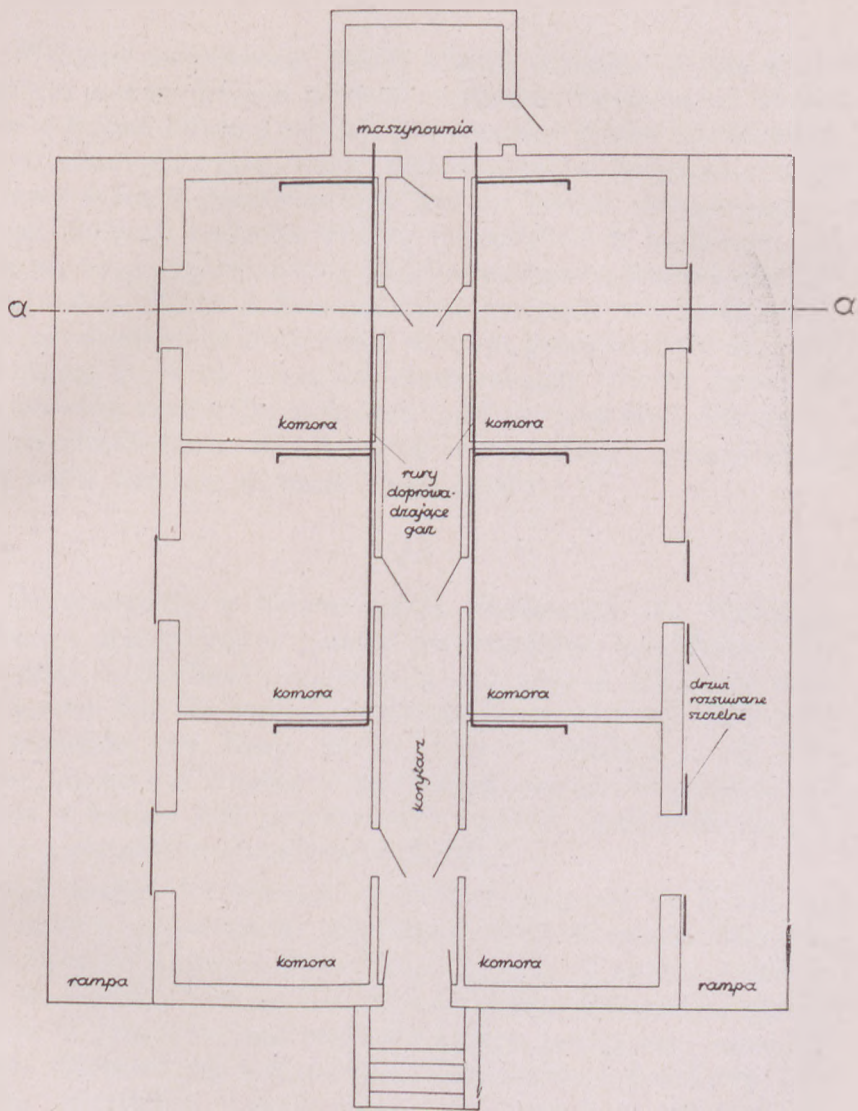 maszynownia
a
a
komora
komora
rury
doprowa-
dzające
gaz
komora
komora
drzwi
rozsuwane
szczelne
korytarz
komora
komora
rampa
rampa